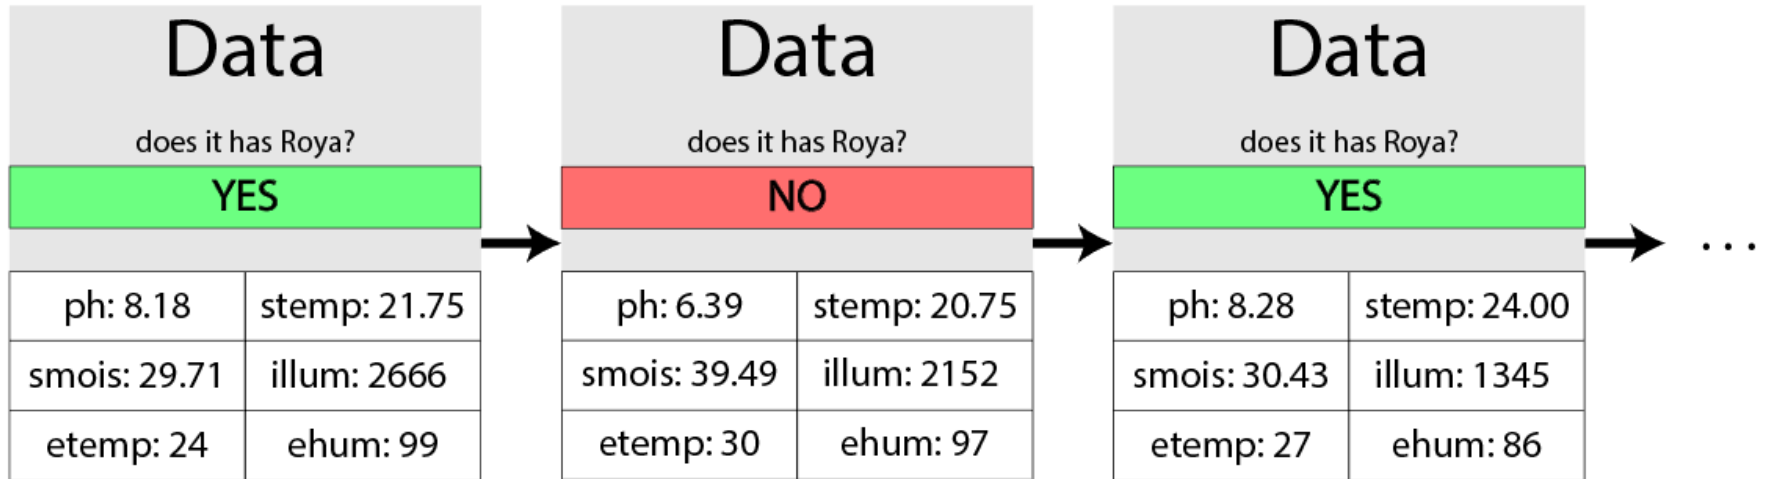 Data
does it has Roya?
YES
ph: 8.18 stemp: 21.75
smois: 29.71 illum: 2666
etemp: 24 ehum: 99
Data
does it has Roya?
NO
ph: 6.39 stemp: 20.75
smois: 39.49 illum: 2152
etemp: 30 ehum: 97
Data
does it has Roya?
YES
ph: 8.28 stemp: 24.00
smois: 30.43 illum: 1345
etemp: 27 ehum: 86
...